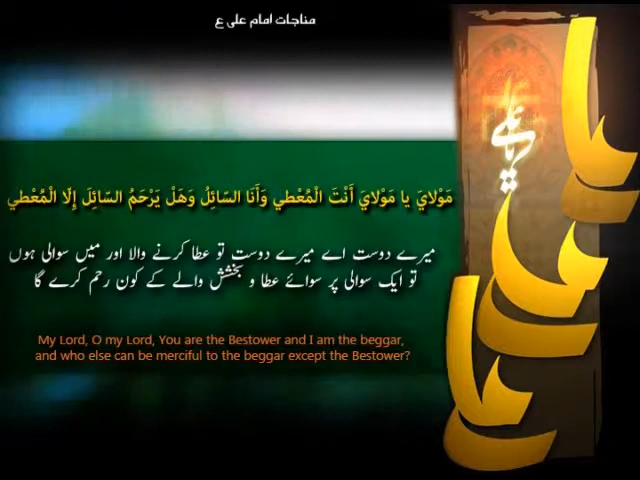 مناجات امام علی ع
مَوْلايَ يا مَوْلايَ أَنْتَ الْمُعْطي وَأَنَا السّائِلُ وَهَلْ يَرْحَمُ السّائِلَ إِلّا الْمُعْطي
میرے دوست اے میرے دوست تو عطا کرنے والا اور میں سوالی ہوں
تو ایک سوالی پر سوائے عطا و بخشش والے کے کون رحم کرے گا
My Lord, O my Lord, You are the Bestower and I am the beggar,
and who else can be merciful to the beggar except the Bestower?
یا علی